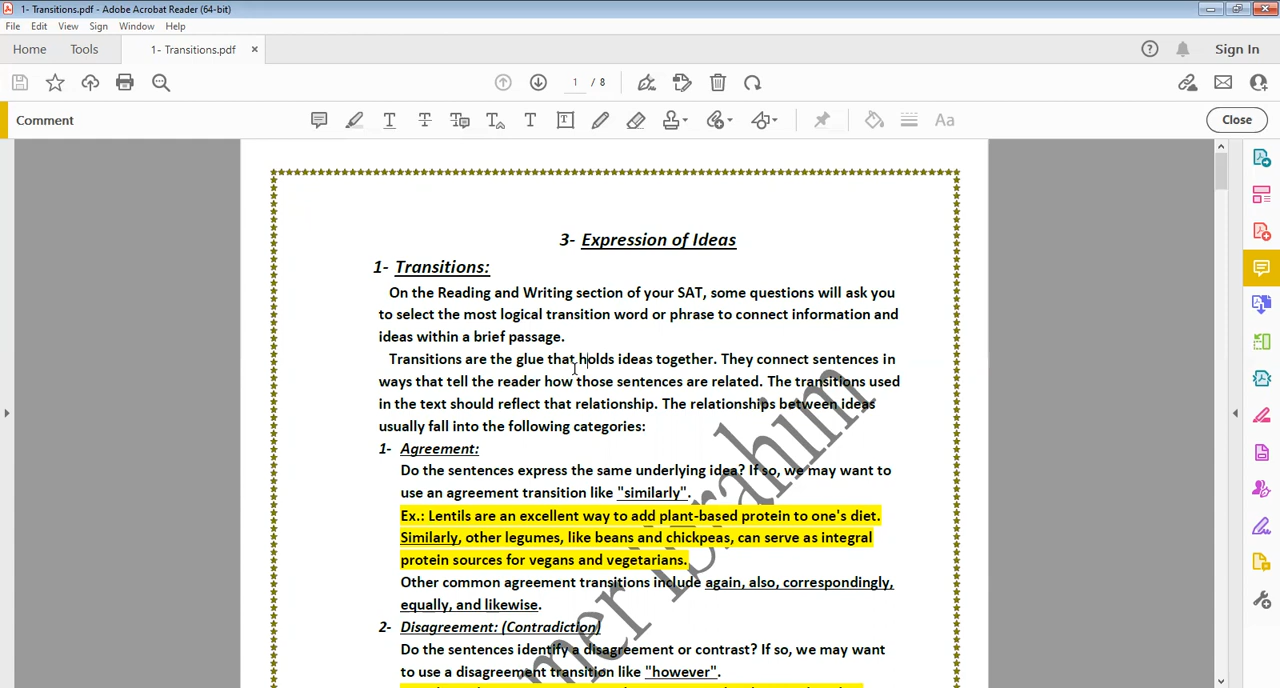 1- Transitions.pdf - Adobe Acrobat Reader (64-bit)
File Edit View Sign Window Help
Home Tools 1- Transitions.pdf × Sign In
1 / 8
Comment Close
3- Expression of Ideas
1- Transitions:
On the Reading and Writing section of your SAT, some questions will ask you
to select the most logical transition word or phrase to connect information and
ideas within a brief passage.
Transitions are the glue that holds ideas together. They connect sentences in
ways that tell the reader how those sentences are related. The transitions used
in the text should reflect that relationship. The relationships between ideas
usually fall into the following categories:
1- Agreement:
Do the sentences express the same underlying idea? If so, we may want to
use an agreement transition like "similarly".
Ex.: Lentils are an excellent way to add plant-based protein to one's diet.
Similarly, other legumes, like beans and chickpeas, can serve as integral
protein sources for vegans and vegetarians.
Other common agreement transitions include again, also, correspondingly,
equally, and likewise.
2- Disagreement: (Contradiction)
Do the sentences identify a disagreement or contrast? If so, we may want
to use a disagreement transition like "however".